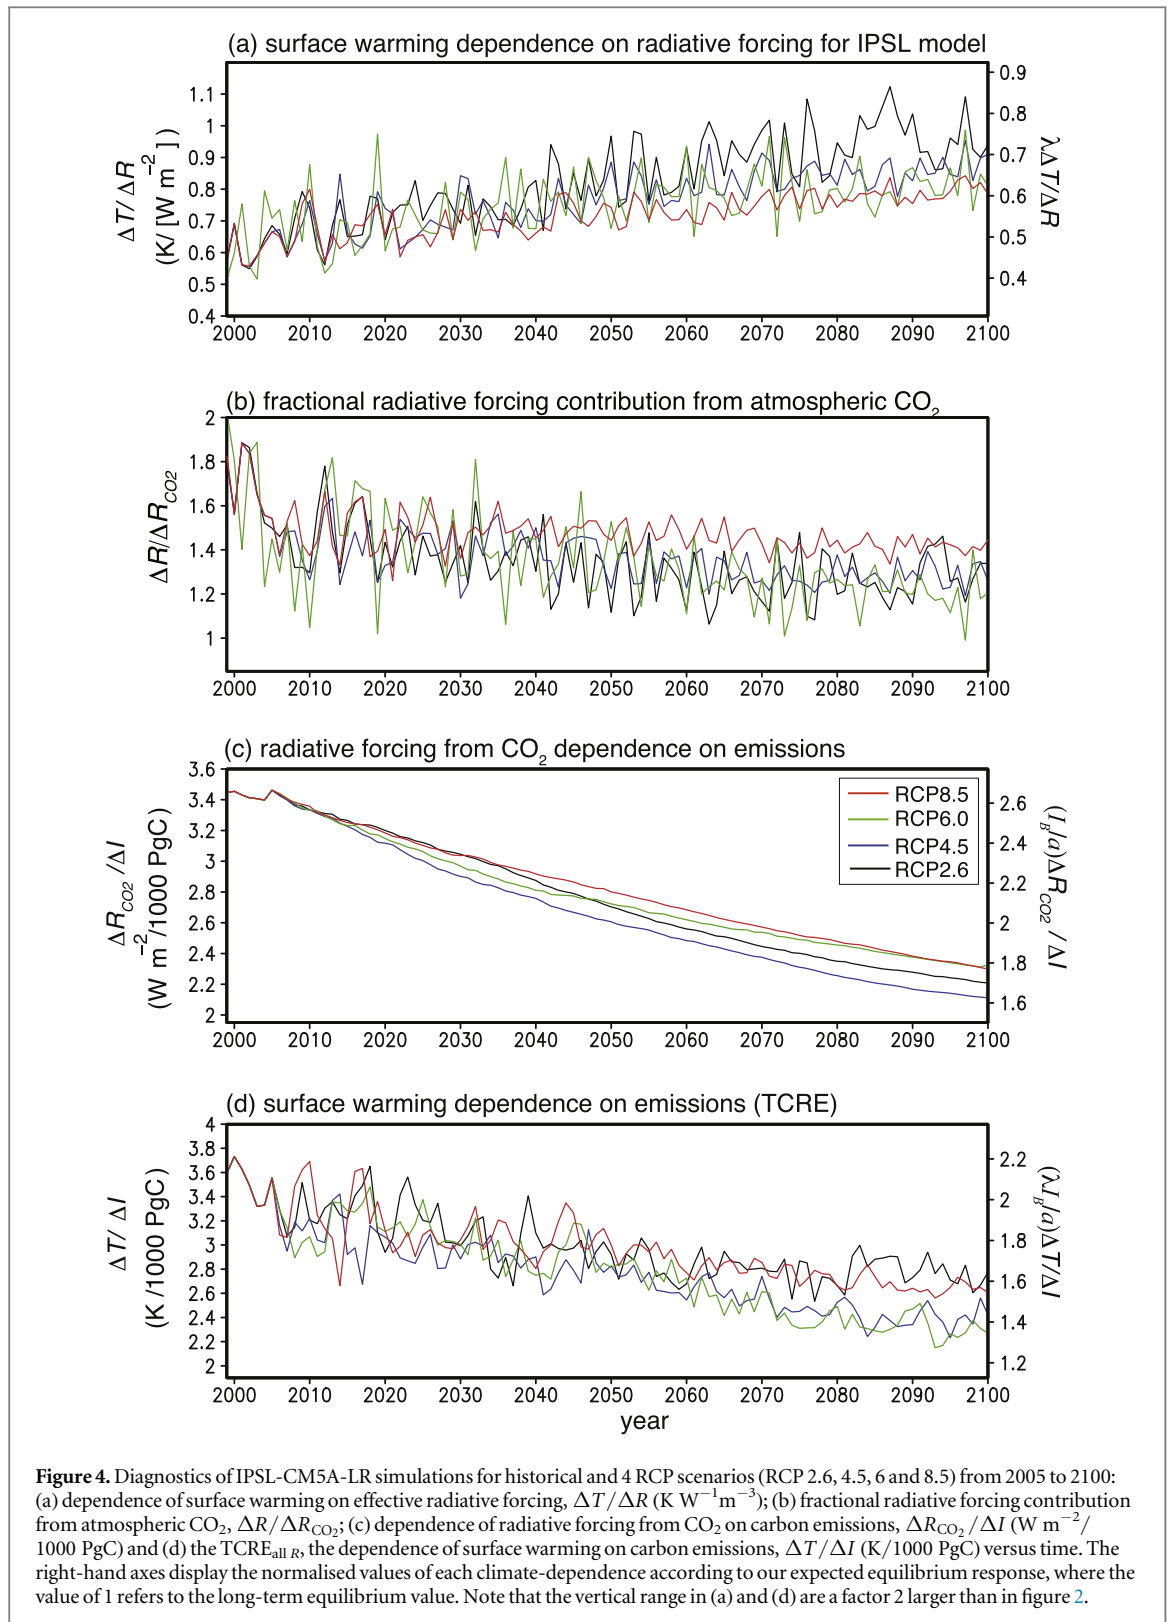 (a) surface warming dependence on radiative forcing for IPSL model
1.1
1
0.9
0.8
0.7
0.6
0.5
0.4
ΔT/ ΔR
(K/ [W m−2 ])
0.9
0.8
0.7
0.6
0.5
0.4
λΔT/ΔR
2000 2010 2020 2030 2040 2050 2060 2070 2080 2090 2100
(b) fractional radiative forcing contribution from atmospheric CO2
2
1.8
1.6
1.4
1.2
1
ΔR/ΔRCO2
2000 2010 2020 2030 2040 2050 2060 2070 2080 2090 2100
(c) radiative forcing from CO2 dependence on emissions
3.6
3.4
3.2
3
2.8
2.6
2.4
2.2
2
ΔRCO2 /ΔI
(W m−2/1000 PgC)
RCP8.5
RCP6.0
RCP4.5
RCP2.6
2.6
2.4
2.2
2
1.8
1.6
(IB/a)ΔRCO2 /ΔI
2000 2010 2020 2030 2040 2050 2060 2070 2080 2090 2100
(d) surface warming dependence on emissions (TCRE)
4
3.8
3.6
3.4
3.2
3
2.8
2.6
2.4
2.2
2
ΔT/ ΔI
(K /1000 PgC)
2.2
2
1.8
1.6
1.4
1.2
(λIB/a)ΔT/ΔI
2000 2010 2020 2030 2040 2050 2060 2070 2080 2090 2100
year
Figure 4. Diagnostics of IPSL-CM5A-LR simulations for historical and 4 RCP scenarios (RCP 2.6, 4.5, 6 and 8.5) from 2005 to 2100:
(a) dependence of surface warming on effective radiative forcing, ΔT/ΔR (K W−1m−3); (b) fractional radiative forcing contribution
from atmospheric CO2, ΔR/ΔRCO2; (c) dependence of radiative forcing from CO2 on carbon emissions, ΔRCO2/ΔI (W m−2/
1000 PgC) and (d) the TCREall R, the dependence of surface warming on carbon emissions, ΔT/ΔI (K/1000 PgC) versus time. The
right-hand axes display the normalised values of each climate-dependence according to our expected equilibrium response, where the
value of 1 refers to the long-term equilibrium value. Note that the vertical range in (a) and (d) are a factor 2 larger than in figure 2.